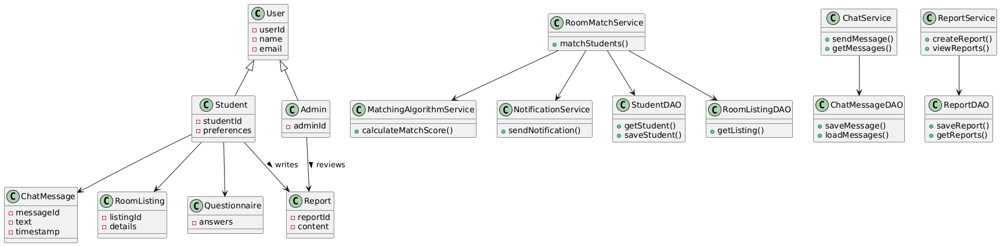 C User
userId
name
email
C Student
studentId
preferences
C Admin
adminId
writes
reviews
C ChatMessage
messageId
text
timestamp
C RoomListing
listingId
details
C Questionnaire
answers
C Report
reportId
content
C RoomMatchService
matchStudents()
C MatchingAlgorithmService
calculateMatchScore()
C NotificationService
sendNotification()
C StudentDAO
getStudent()
saveStudent()
C RoomListingDAO
getListing()
C ChatService
sendMessage()
getMessages()
C ChatMessageDAO
saveMessage()
loadMessages()
C ReportService
createReport()
viewReports()
C ReportDAO
saveReport()
getReports()